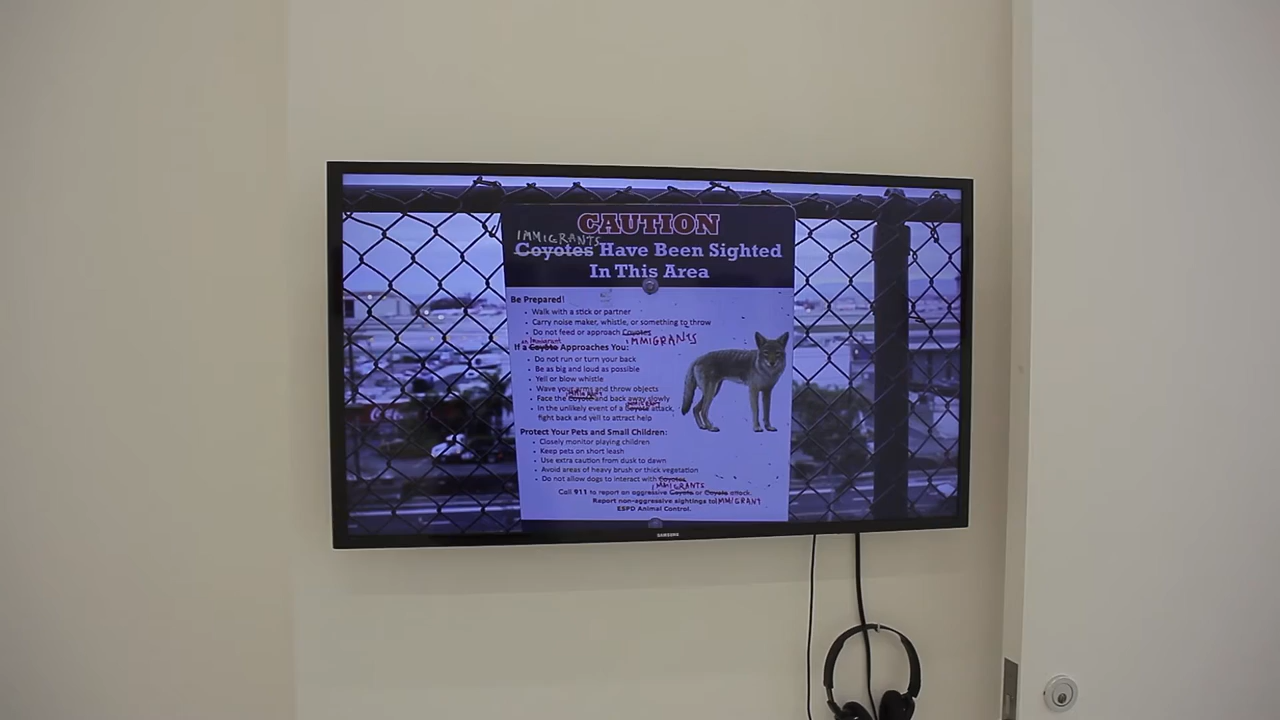 CAUTION
IMMIGRANTS
Coyotes Have Been Sighted
In This Area
Be Prepared!
Walk with a stick or partner
Carry noise maker, whistle, or something to throw
Do not feed or approach Coyotes
IMMIGRANTS
an Immigrant
If a Coyote Approaches You:
Do not run or turn your back
Be as big and loud as possible
Yell or blow whistle
Wave your arms and throw objects
Face the Coyote and back away slowly
In the unlikely event of a Coyote attack,
fight back and yell to attract help
Protect Your Pets and Small Children:
Closely monitor playing children
Keep pets on short leash
Use extra caution from dusk to dawn
Avoid areas of heavy brush or thick vegetation
Do not allow dogs to interact with Coyotes
IMMIGRANTS
Call 911 to report an aggressive Coyote or Coyote attack.
Report non-aggressive sightings to IMMIGRANT
ESPD Animal Control.
SAMSUNG